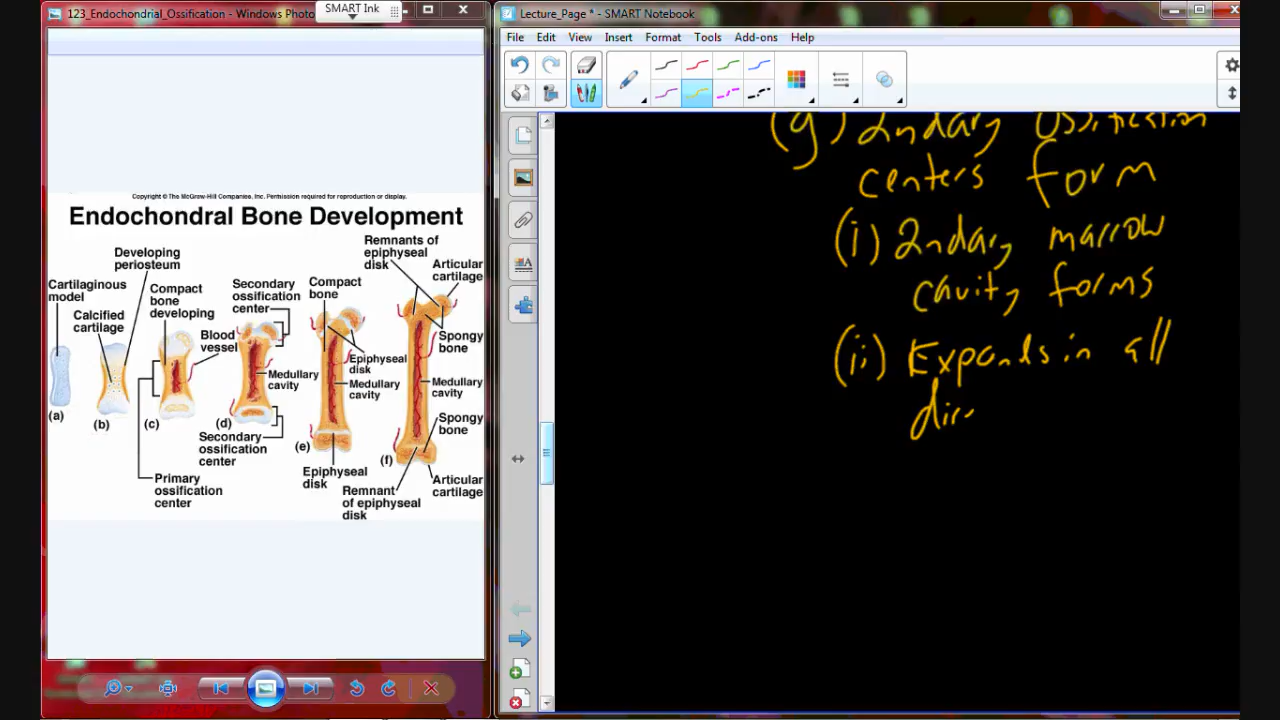 123_Endochondral_Ossification - Windows Photo
SMART Ink
Lecture_Page * - SMART Notebook
File Edit View Insert Format Tools Add-ons Help
Copyright © The McGraw-Hill Companies, Inc. Permission required for reproduction or display.
Endochondral Bone Development
Cartilaginous
model
Developing
periosteum
Calcified
cartilage
Compact
bone
developing
Blood
vessel
Secondary
ossification
center
Compact
bone
Remnants of
epiphyseal
disk
Articular
cartilage
Spongy
bone
Epiphyseal
disk
Medullary
cavity
Medullary
cavity
Medullary
cavity
Spongy
bone
(a)
(b)
(c)
(d)
(e)
(f)
Secondary
ossification
center
Primary
ossification
center
Epiphyseal
disk
Remnant
of epiphyseal
disk
Articular
cartilage
(g) 2ndary ossification
centers form
(i) 2ndary marrow
cavity forms
(ii) Expands in all
dir